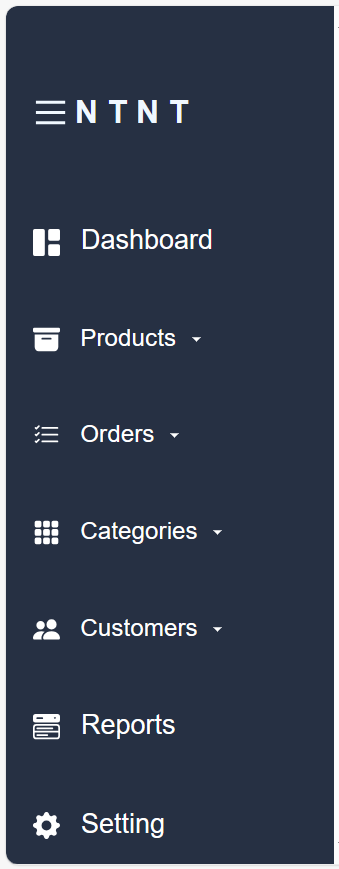 N T N T
Dashboard
Products
Orders
Categories
Customers
Reports
Setting